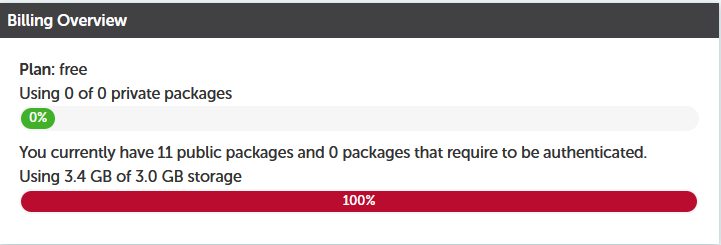 Billing Overview
Plan: free
Using 0 of 0 private packages
0%
You currently have 11 public packages and 0 packages that require to be authenticated.
Using 3.4 GB of 3.0 GB storage
100%